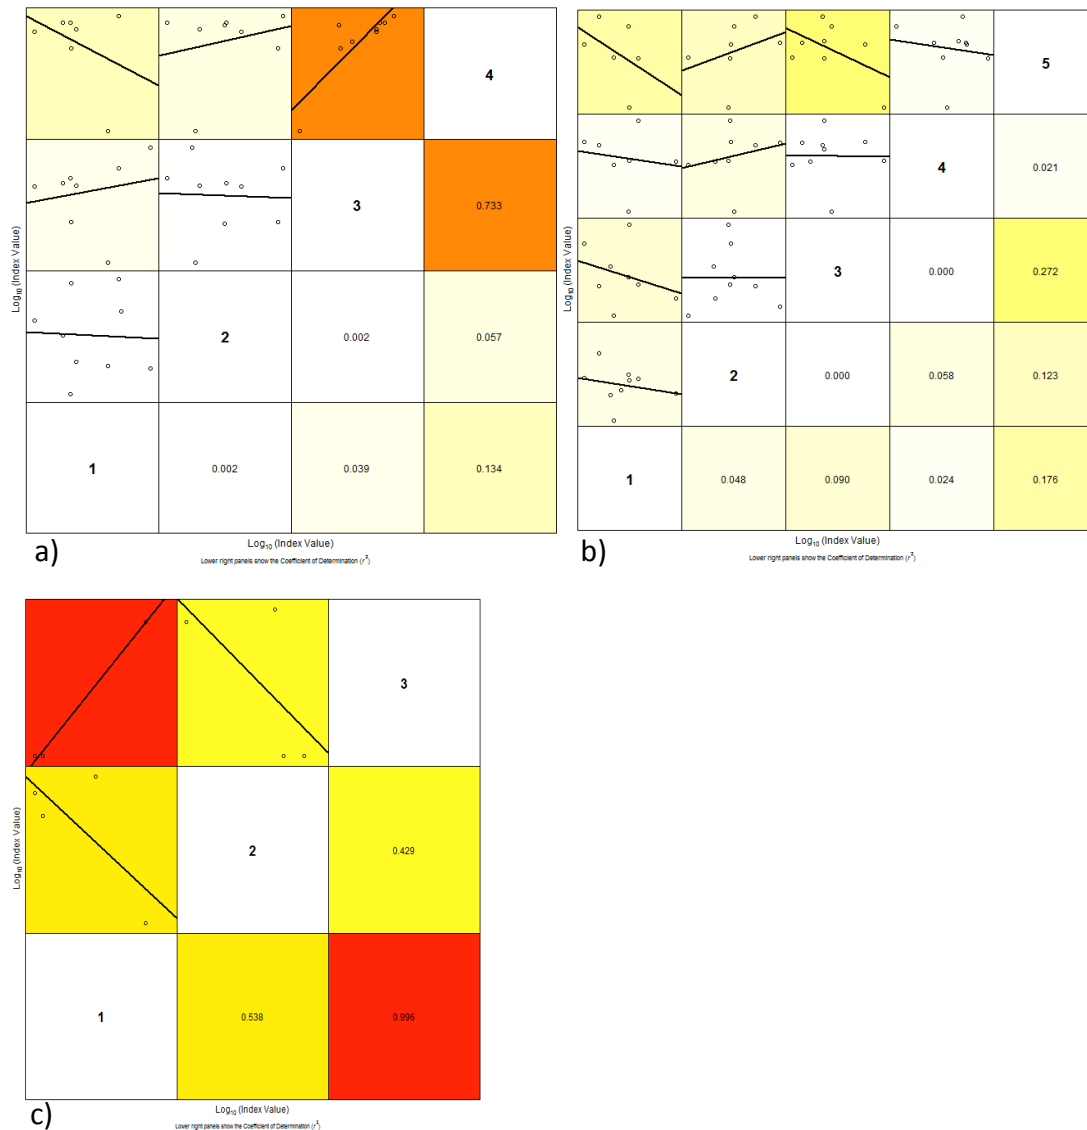 4
3
0.733
2
0.002
0.057
1
0.002
0.039
0.134
Log₁₀ (Index Value)
Log₁₀ (Index Value)
Lower right panels show the Coefficient of Determination (r²)
a)
5
4
0.021
3
0.000
0.272
2
0.000
0.058
0.123
1
0.048
0.090
0.024
0.176
Log₁₀ (Index Value)
Log₁₀ (Index Value)
Lower right panels show the Coefficient of Determination (r²)
b)
3
2
0.429
1
0.538
0.996
Log₁₀ (Index Value)
Log₁₀ (Index Value)
Lower right panels show the Coefficient of Determination (r²)
c)